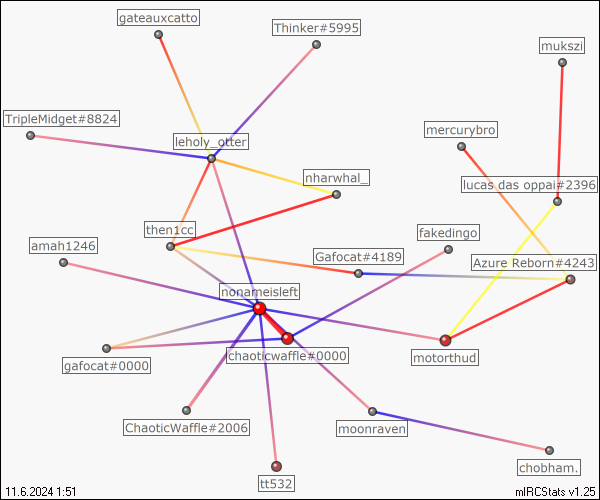 gateauxcatto
Thinker#5995
mukszi
TripleMidget#8824
mercurybro
leholy_otter
nharwhal_
lucas das oppai#2396
then1cc
fakedingo
amah1246
Gafocat#4189
Azure Reborn#4243
nonameisleft
gafocat#0000
chaoticwaffle#0000
motorthud
ChaoticWaffle#2006
moonraven
chobham.
tt532
11.6.2024 1:51
mIRCStats v1.25